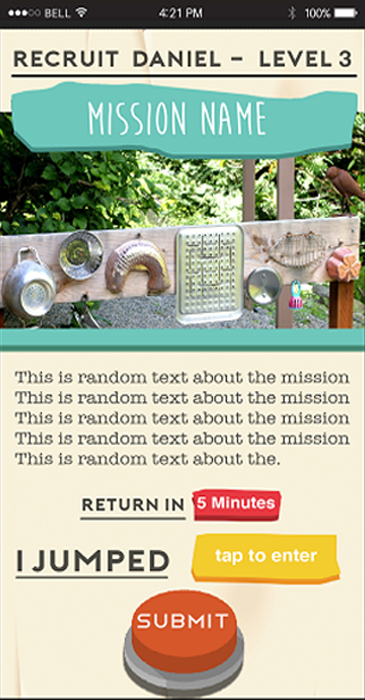 BELL 4:21 PM 100%
RECRUIT DANIEL - LEVEL 3
MISSION NAME
This is random text about the mission
This is random text about the mission
This is random text about the mission
This is random text about the mission
This is random text about the.
RETURN IN 5 Minutes
I JUMPED tap to enter
SUBMIT